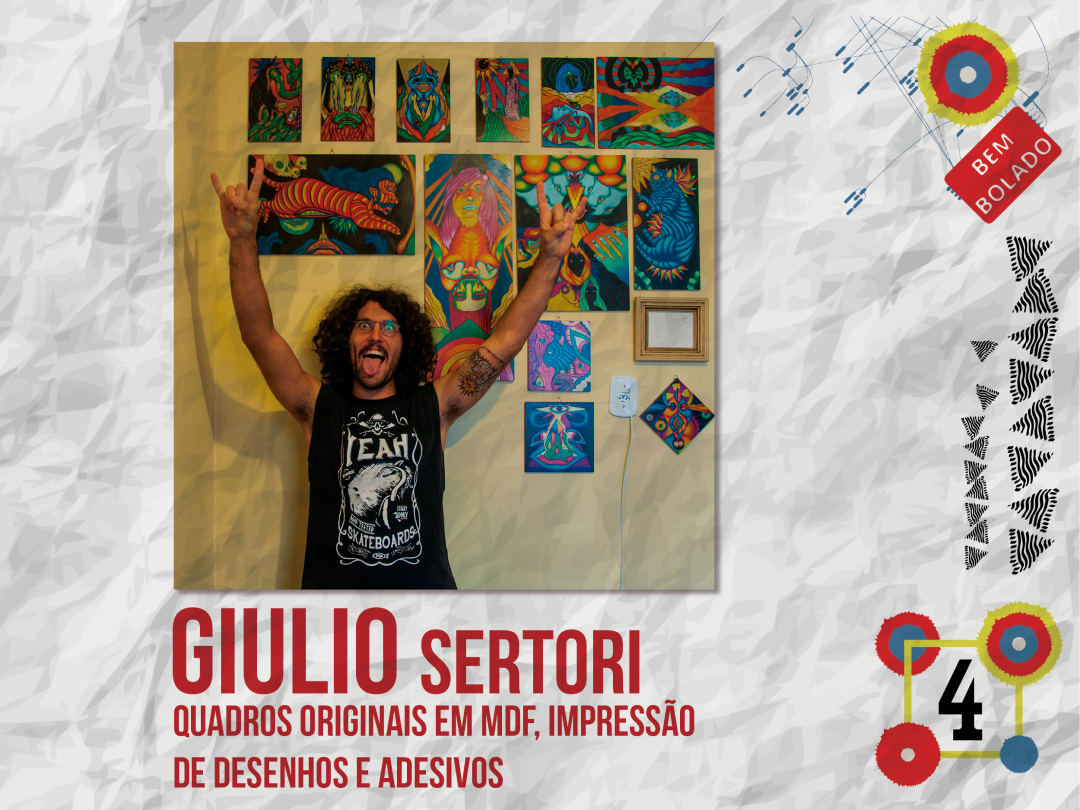 BEM
BOLADO
YEAH
SKATEBOARDS
4
GIULIO SERTORI
QUADROS ORIGINAIS EM MDF, IMPRESSÃO
DE DESENHOS E ADESIVOS